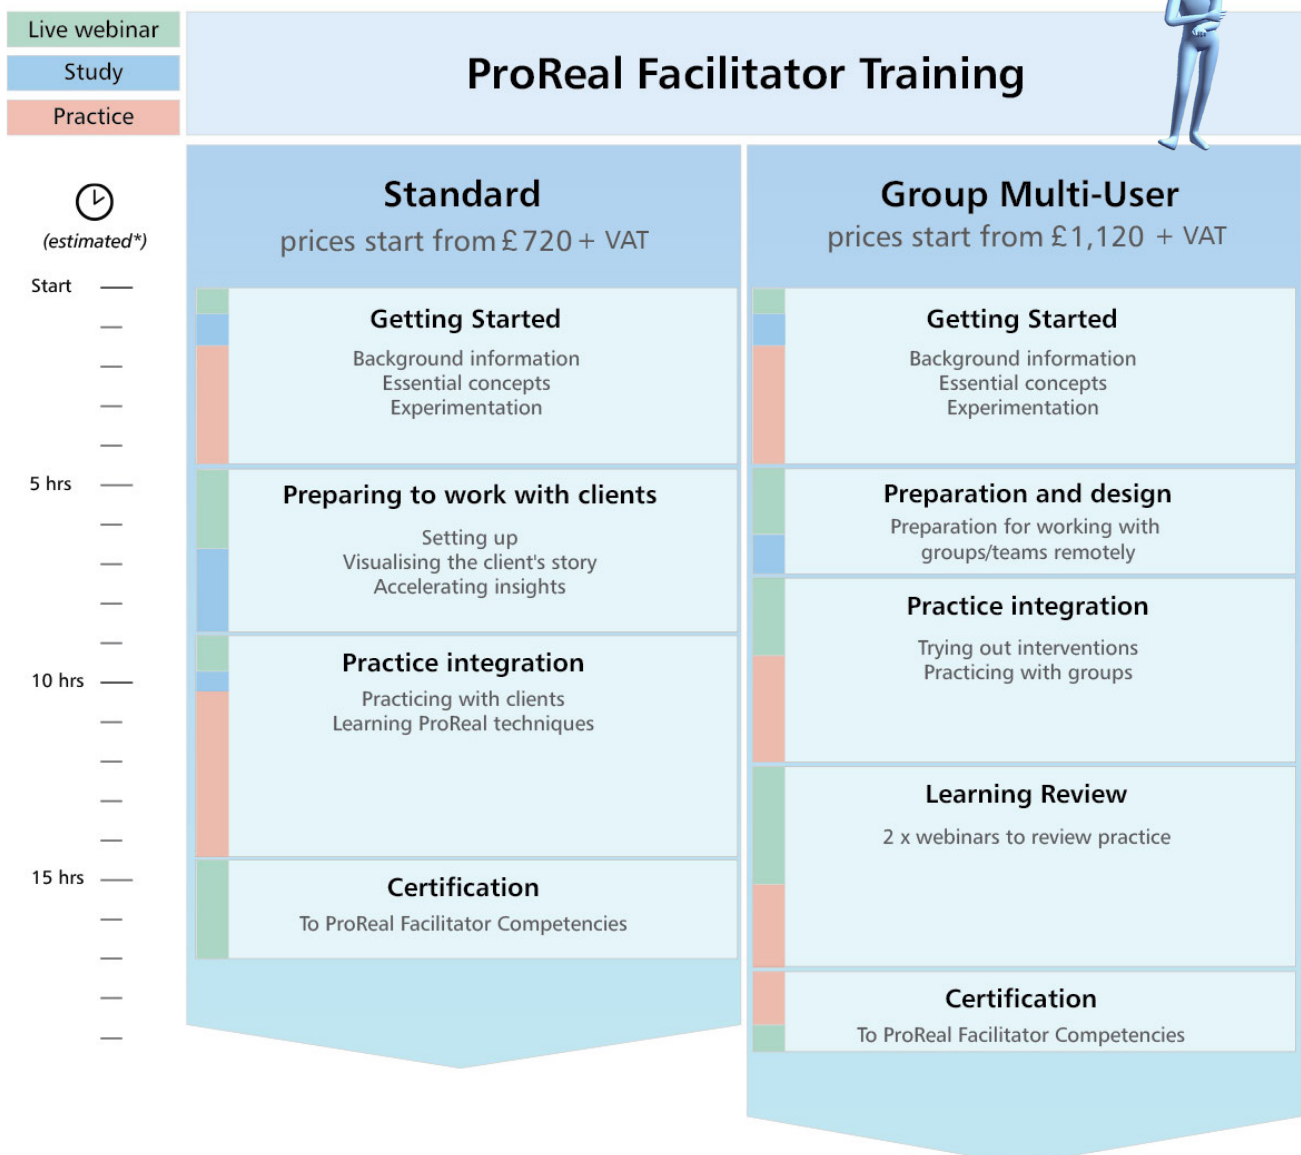 Live webinar
Study
Practice
ProReal Facilitator Training
(estimated*)
Start
5 hrs
10 hrs
15 hrs
Standard
prices start from £720 + VAT
Getting Started
Background information
Essential concepts
Experimentation
Preparing to work with clients
Setting up
Visualising the client's story
Accelerating insights
Practice integration
Practicing with clients
Learning ProReal techniques
Certification
To ProReal Facilitator Competencies
Group Multi-User
prices start from £1,120 + VAT
Getting Started
Background information
Essential concepts
Experimentation
Preparation and design
Preparation for working with
groups/teams remotely
Practice integration
Trying out interventions
Practicing with groups
Learning Review
2 x webinars to review practice
Certification
To ProReal Facilitator Competencies